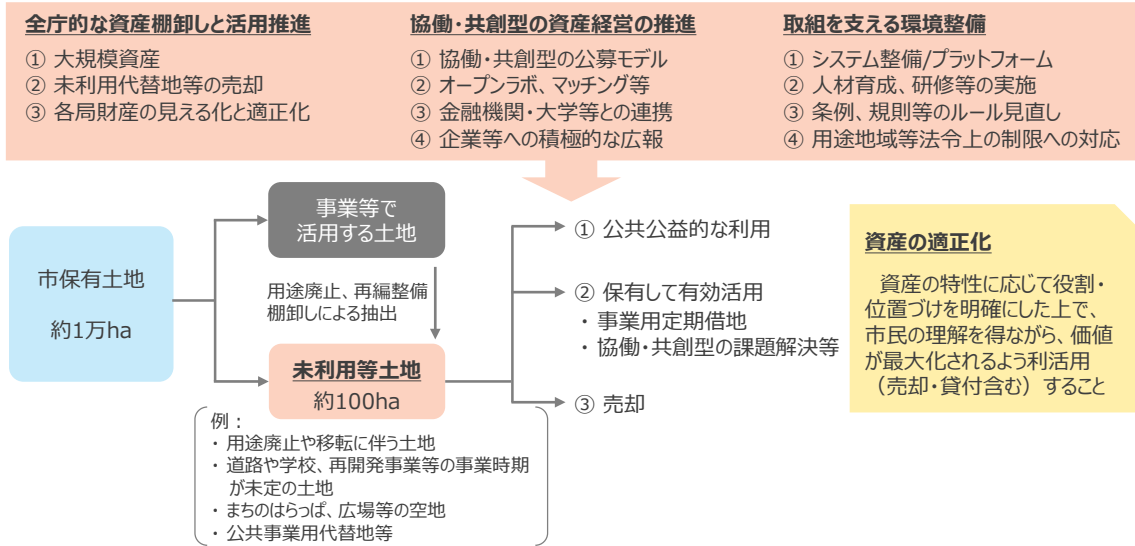 全庁的な資産棚卸しと活用推進
① 大規模資産
② 未利用代替地等の売却
③ 各局財産の見える化と適正化
協働・共創型の資産経営の推進
① 協働・共創型の公募モデル
② オープンラボ、マッチング等
③ 金融機関・大学等との連携
④ 企業等への積極的な広報
取組を支える環境整備
① システム整備/プラットフォーム
② 人材育成、研修等の実施
③ 条例、規則等のルール見直し
④ 用途地域等法令上の制限への対応
市保有土地
約1万ha
事業等で
活用する土地
用途廃止、再編整備
棚卸しによる抽出
未利用等土地
約100ha
例：
・ 用途廃止や移転に伴う土地
・ 道路や学校、再開発事業等の事業時期
が未定の土地
・ まちのはらっぱ、広場等の空地
・ 公共事業用代替地等
① 公共公益的な利用
② 保有して有効活用
・ 事業用定期借地
・ 協働・共創型の課題解決等
③ 売却
資産の適正化
資産の特性に応じて役割・
位置づけを明確にした上で、
市民の理解を得ながら、価値
が最大化されるよう利活用
（売却・貸付含む）すること